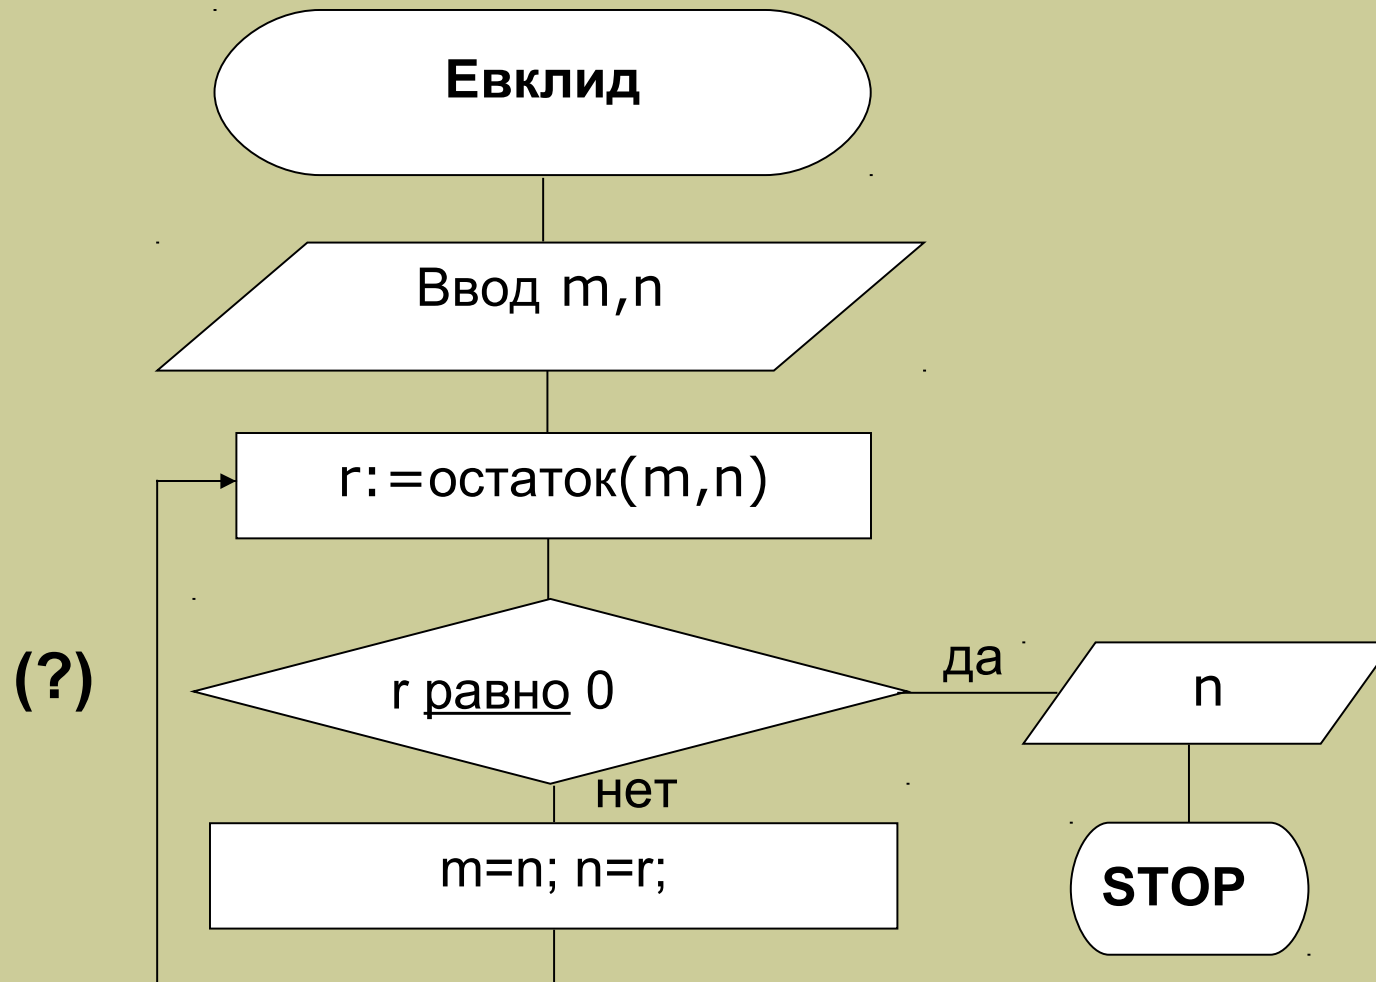 Евклид
Ввод m,n
r:=остаток(m,n)
(?)
r равно 0
да
n
нет
m=n; n=r;
STOP